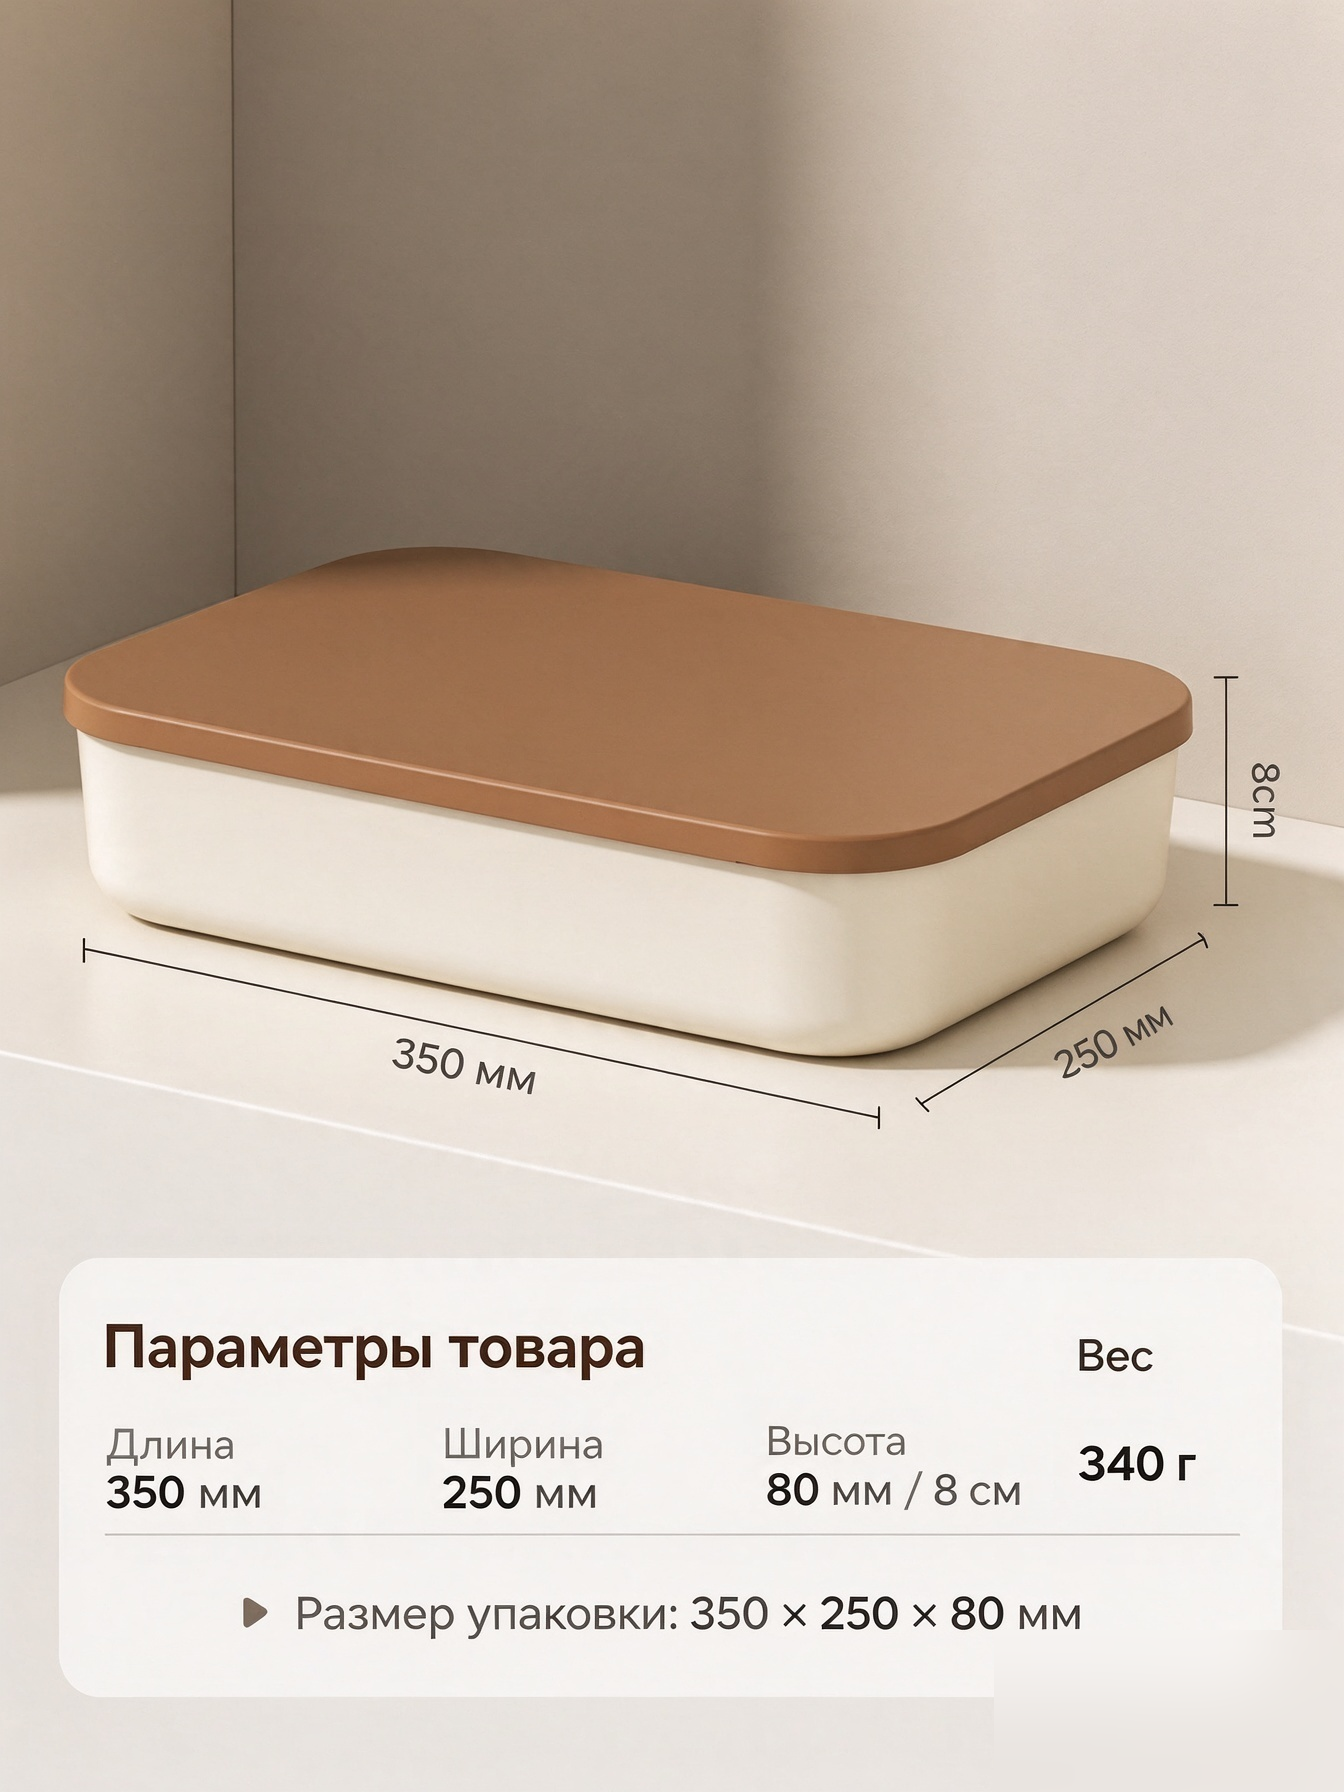 8cm
350 мм
250 мм
Параметры товара
Вес
Длина
350 мм
Ширина
250 мм
Высота
80 мм / 8 см
340 г
Размер упаковки: 350 × 250 × 80 мм